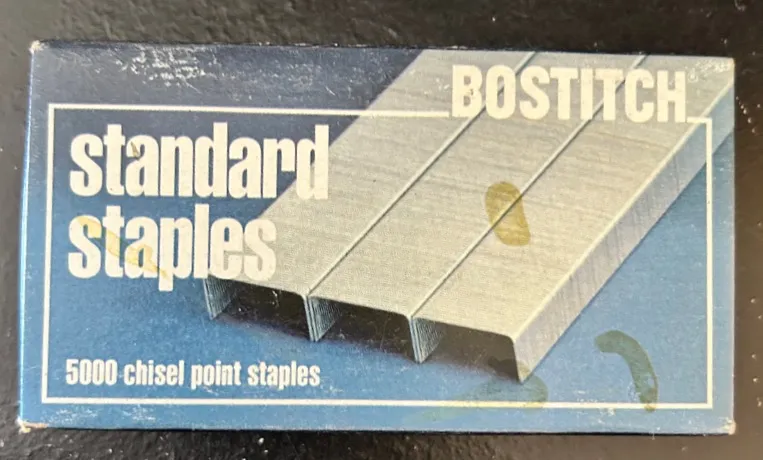 BOSTITCH
standard
staples
5000 chisel point staples